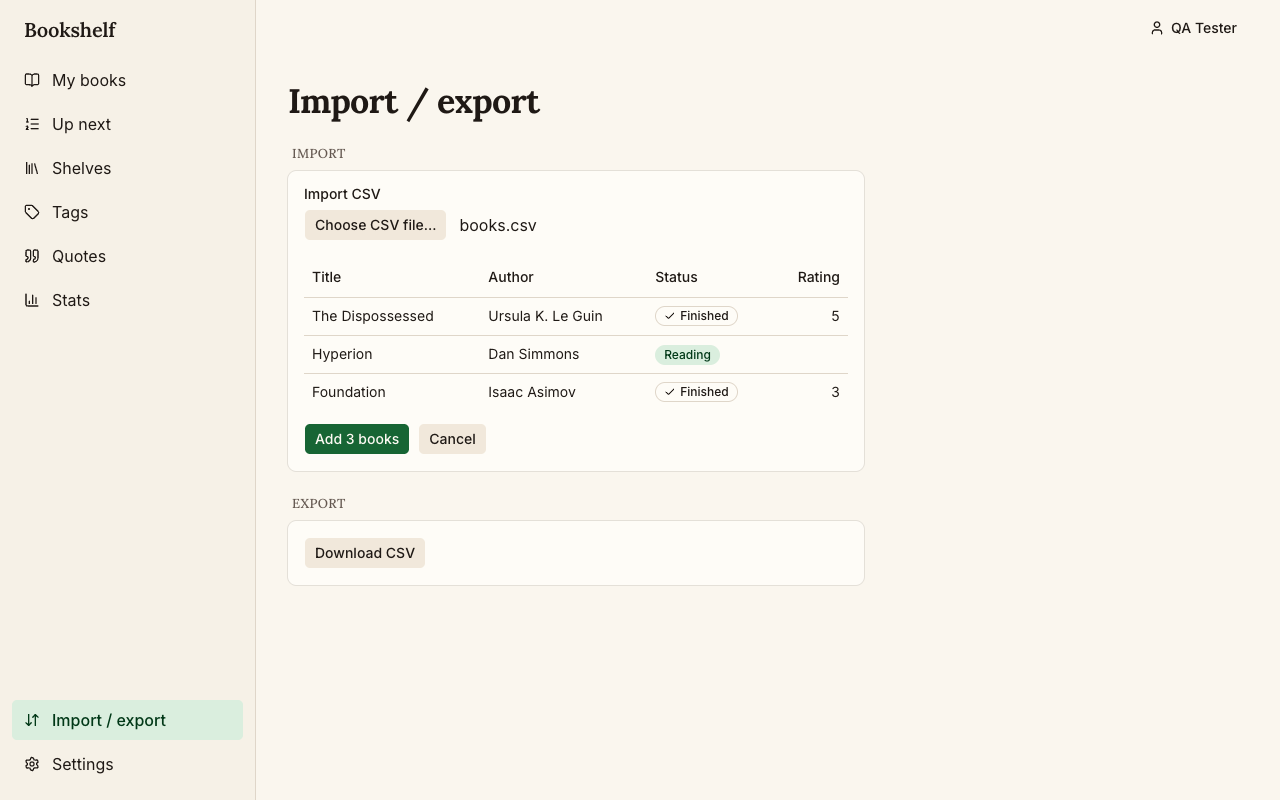 Bookshelf
My books
Up next
Shelves
Tags
Quotes
Stats
Import / export
Settings
QA Tester
Import / export
IMPORT
Import CSV
Choose CSV file... books.csv
Title Author Status Rating
The Dispossessed Ursula K. Le Guin Finished 5
Hyperion Dan Simmons Reading
Foundation Isaac Asimov Finished 3
Add 3 books Cancel
EXPORT
Download CSV